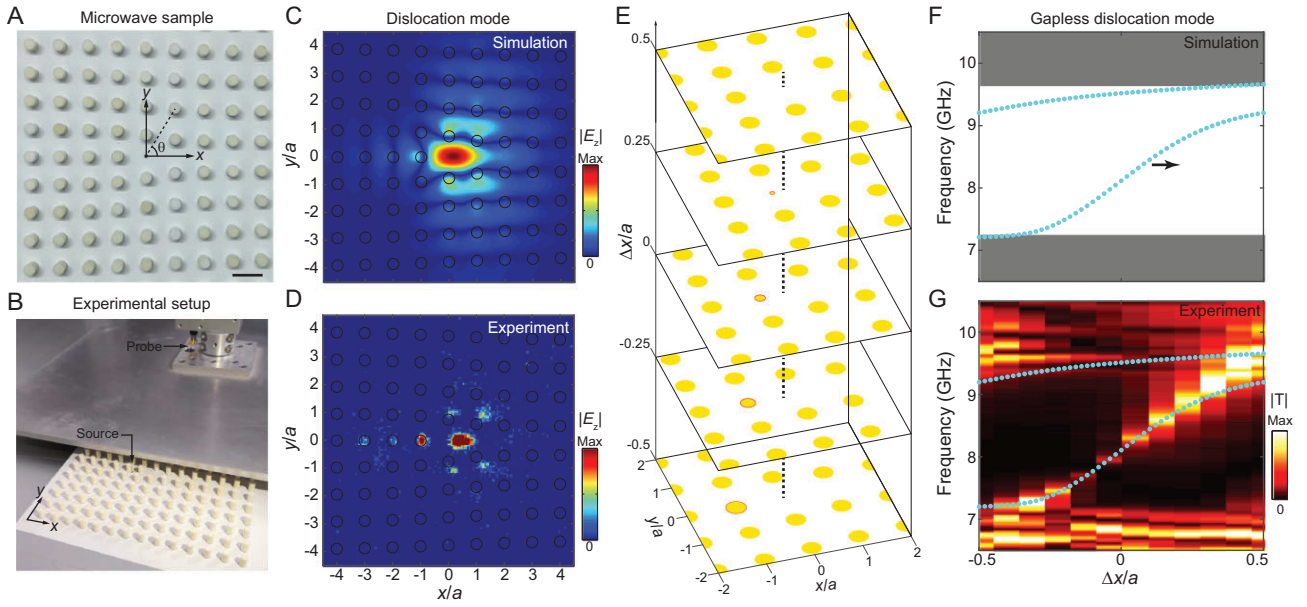 A
Microwave sample
y
x
θ
B
Experimental setup
Probe
Source
y
x
C
Dislocation mode
Simulation
4
3
2
1
0
-1
-2
-3
-4
y/a
|E_z|
Max
0
D
Experiment
4
3
2
1
0
-1
-2
-3
-4
y/a
|E_z|
Max
0
-4 -3 -2 -1 0 1 2 3 4
x/a
E
0.5
0.25
0
-0.25
-0.5
Δx/a
2
1
0
-1
-2
y/a
-2
-1
0
1
2
x/a
F
Gapless dislocation mode
Simulation
10
9
8
7
Frequency (GHz)
G
Experiment
10
9
8
7
Frequency (GHz)
|T|
Max
0
-0.5 0 0.5
Δx/a